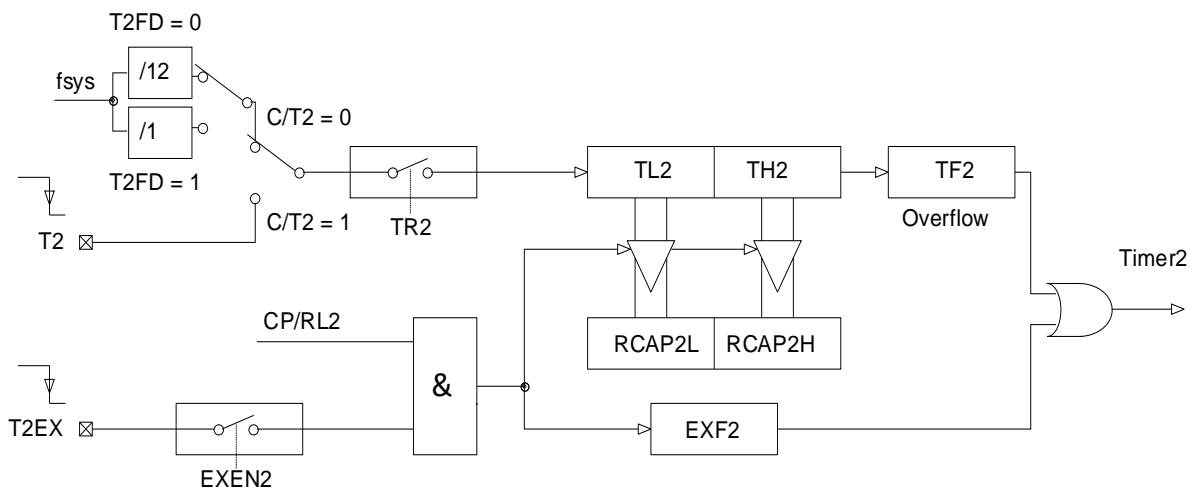 T2FD = 0
/12
fsys
C/T2 = 0
/1
T2FD = 1
TL2
TH2
TF2
Overflow
T2
C/T2 = 1
TR2
Timer2
CP/RL2
RCAP2L
RCAP2H
&
T2EX
EXF2
EXEN2